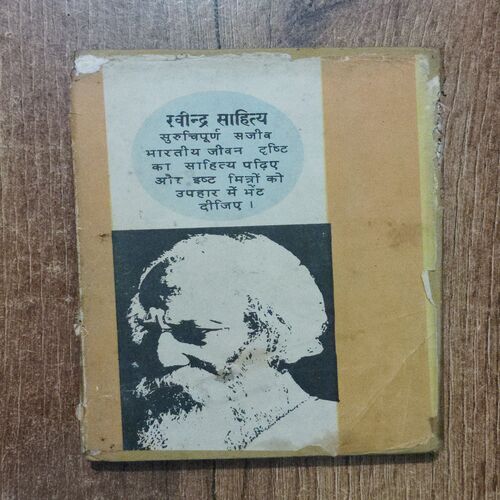 रवीन्द्र साहित्य
सुरुचिपूर्ण सजीव
भारतीय जीवन दृष्टि
का साहित्य पढ़िए
और इष्ट मित्रों को
उपहार में भेंट
दीजिए ।